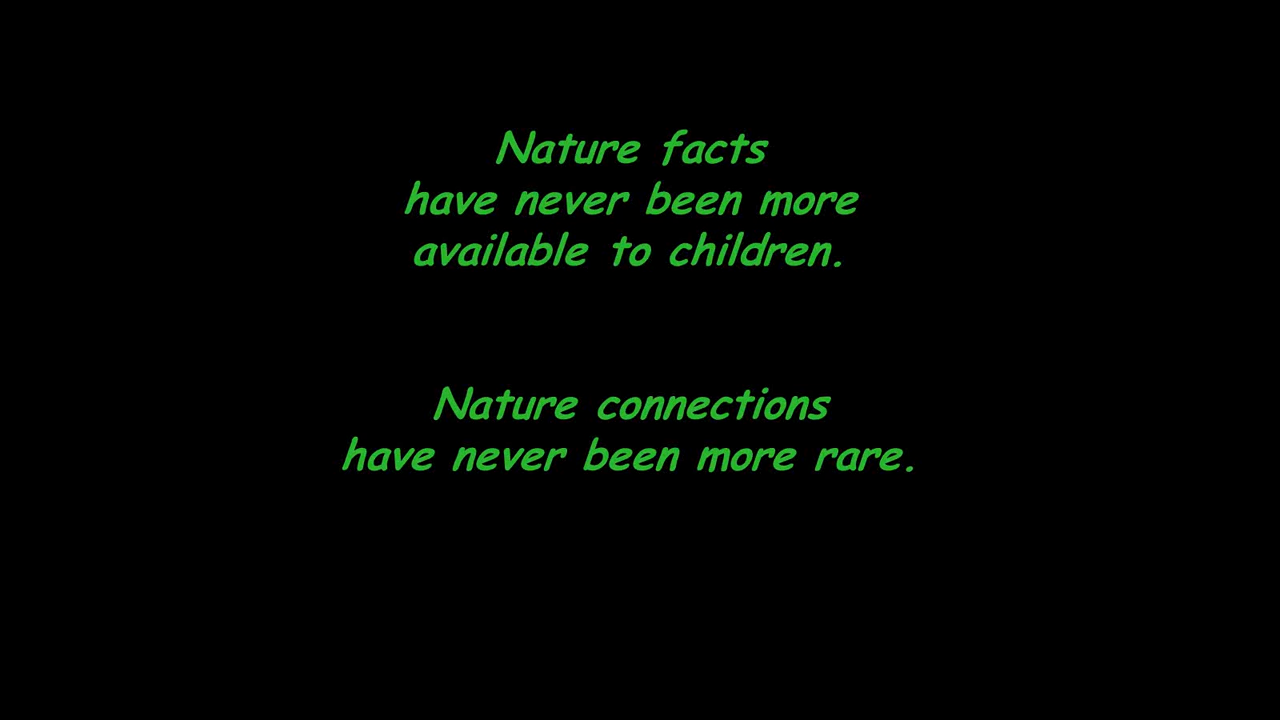 Nature facts
have never been more
available to children.
Nature connections
have never been more rare.